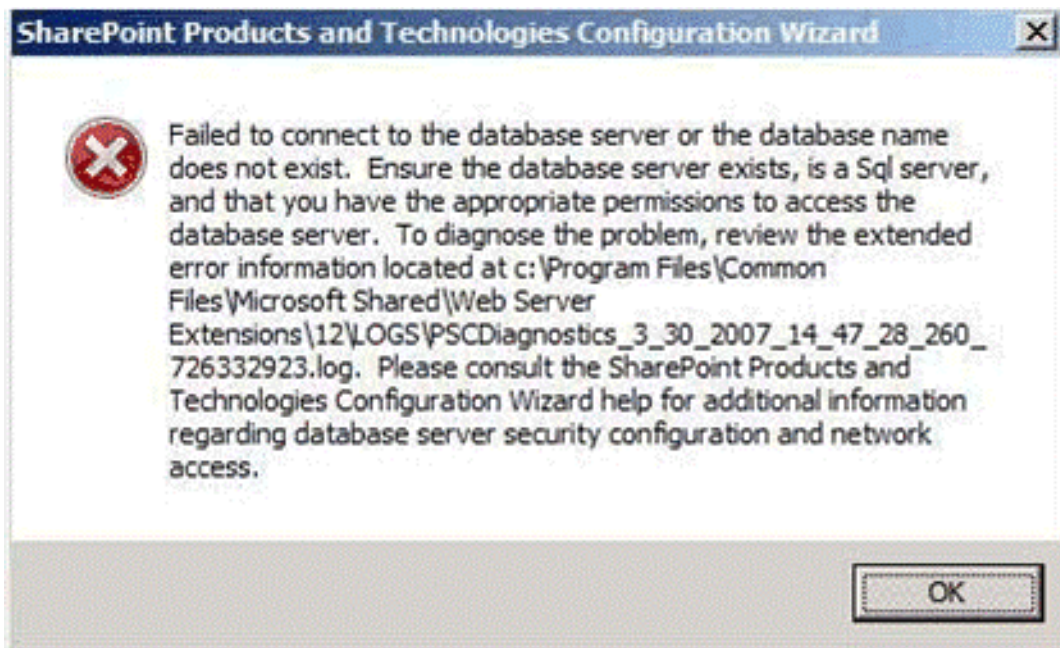 SharePoint Products and Technologies Configuration Wizard
Failed to connect to the database server or the database name
does not exist.  Ensure the database server exists, is a Sql server,
and that you have the appropriate permissions to access the
database server.  To diagnose the problem, review the extended
error information located at c:\Program Files\Common
Files\Microsoft Shared\Web Server
Extensions\12\LOGS\PSCDiagnostics_3_30_2007_14_47_28_260_
726332923.log.  Please consult the SharePoint Products and
Technologies Configuration Wizard help for additional information
regarding database server security configuration and network
access.
OK